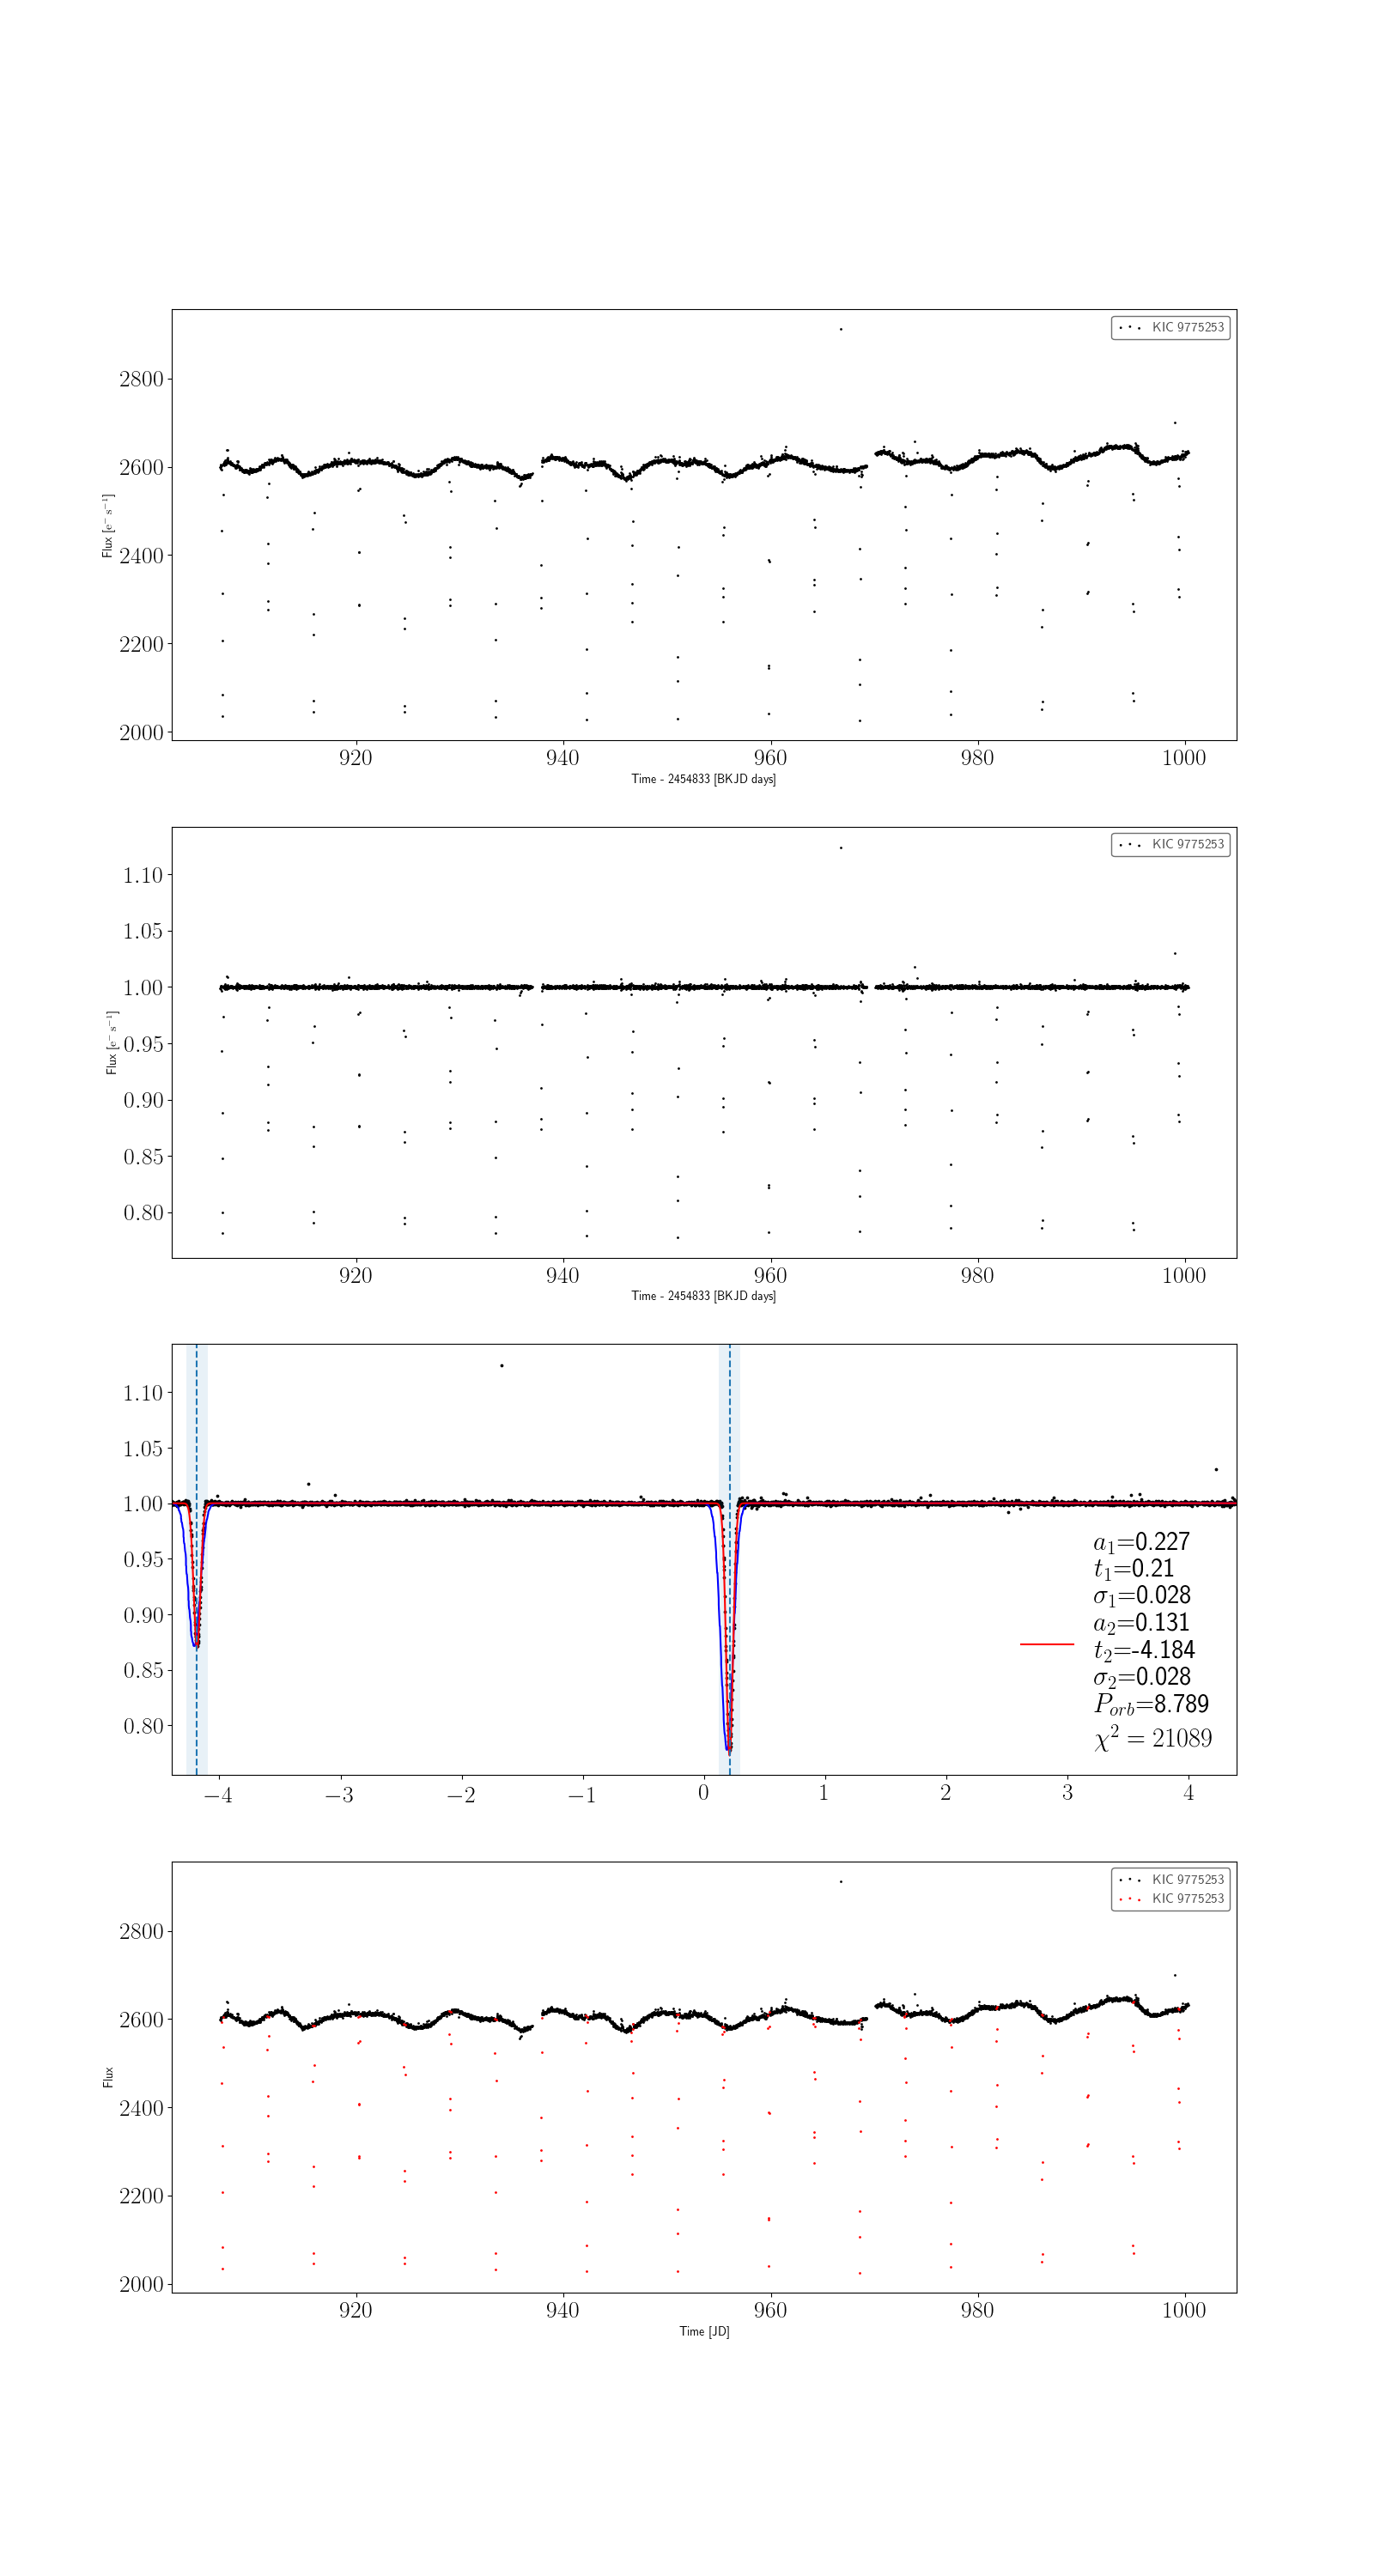 KIC 9775253
2800
2600
2400
2200
2000
Flux [e⁻ s⁻¹]
920 940 960 980 1000
Time - 2454833 [BKJD days]
KIC 9775253
1.10
1.05
1.00
0.95
0.90
0.85
0.80
Flux [e⁻ s⁻¹]
920 940 960 980 1000
Time - 2454833 [BKJD days]
1.10
1.05
1.00
0.95
0.90
0.85
0.80
a₁=0.227
t₁=0.21
σ₁=0.028
a₂=0.131
t₂=-4.184
σ₂=0.028
P_orb=8.789
χ² = 21089
−4 −3 −2 −1 0 1 2 3 4
KIC 9775253
KIC 9775253
2800
2600
2400
2200
2000
Flux
920 940 960 980 1000
Time [JD]